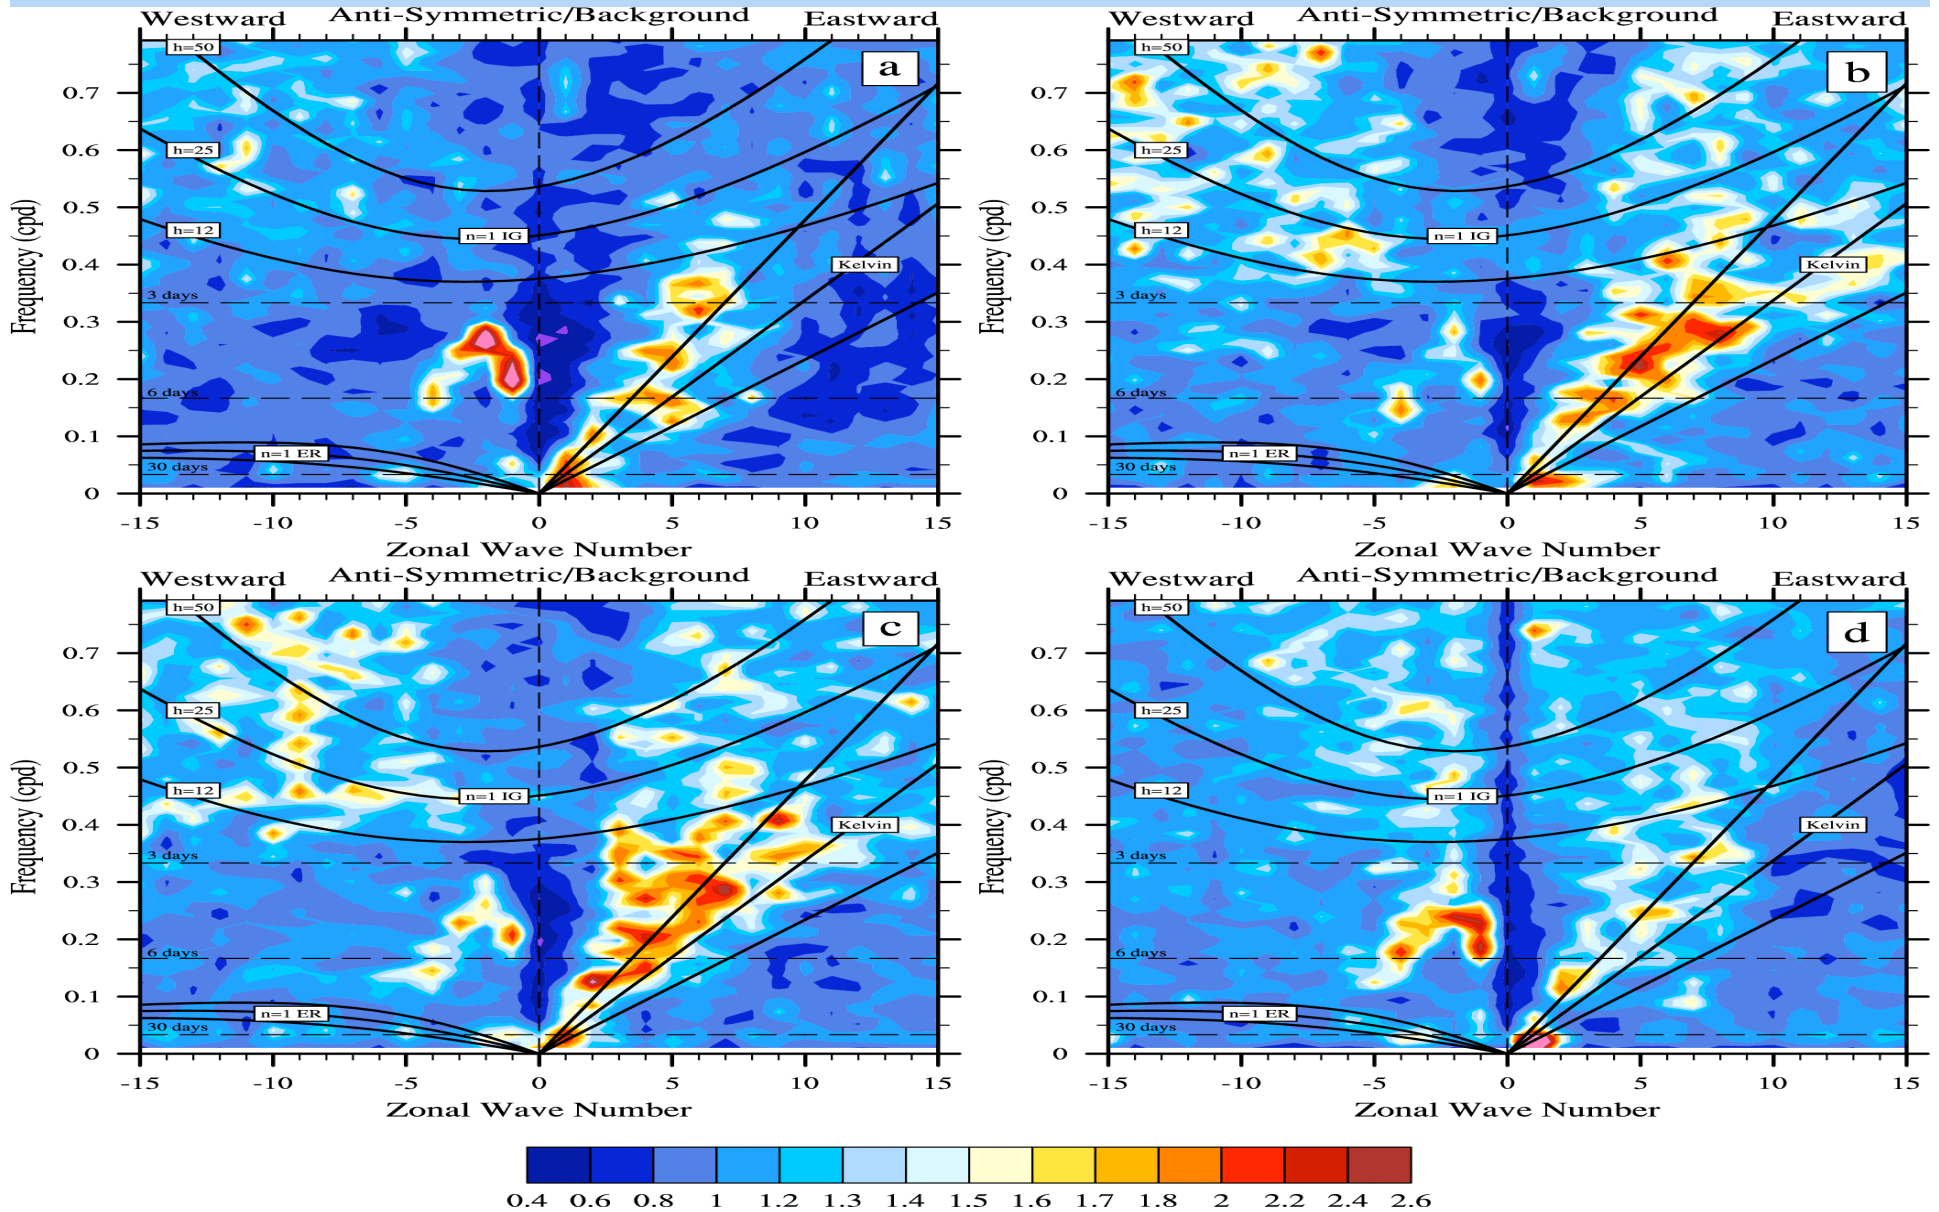 Westward Anti-Symmetric/Background Eastward
a
h=50
h=25
h=12
n=1 IG
Kelvin
3 days
6 days
n=1 ER
30 days
Frequency (cpd)
0.7
0.6
0.5
0.4
0.3
0.2
0.1
0
-15 -10 -5 0 5 10 15
Zonal Wave Number
Westward Anti-Symmetric/Background Eastward
b
h=50
h=25
h=12
n=1 IG
Kelvin
3 days
6 days
n=1 ER
30 days
Frequency (cpd)
0.7
0.6
0.5
0.4
0.3
0.2
0.1
0
-15 -10 -5 0 5 10 15
Zonal Wave Number
Westward Anti-Symmetric/Background Eastward
c
h=50
h=25
h=12
n=1 IG
Kelvin
3 days
6 days
n=1 ER
30 days
Frequency (cpd)
0.7
0.6
0.5
0.4
0.3
0.2
0.1
0
-15 -10 -5 0 5 10 15
Zonal Wave Number
Westward Anti-Symmetric/Background Eastward
d
h=50
h=25
h=12
n=1 IG
Kelvin
3 days
6 days
n=1 ER
30 days
Frequency (cpd)
0.7
0.6
0.5
0.4
0.3
0.2
0.1
0
-15 -10 -5 0 5 10 15
Zonal Wave Number
0.4 0.6 0.8 1 1.2 1.3 1.4 1.5 1.6 1.7 1.8 2 2.2 2.4 2.6